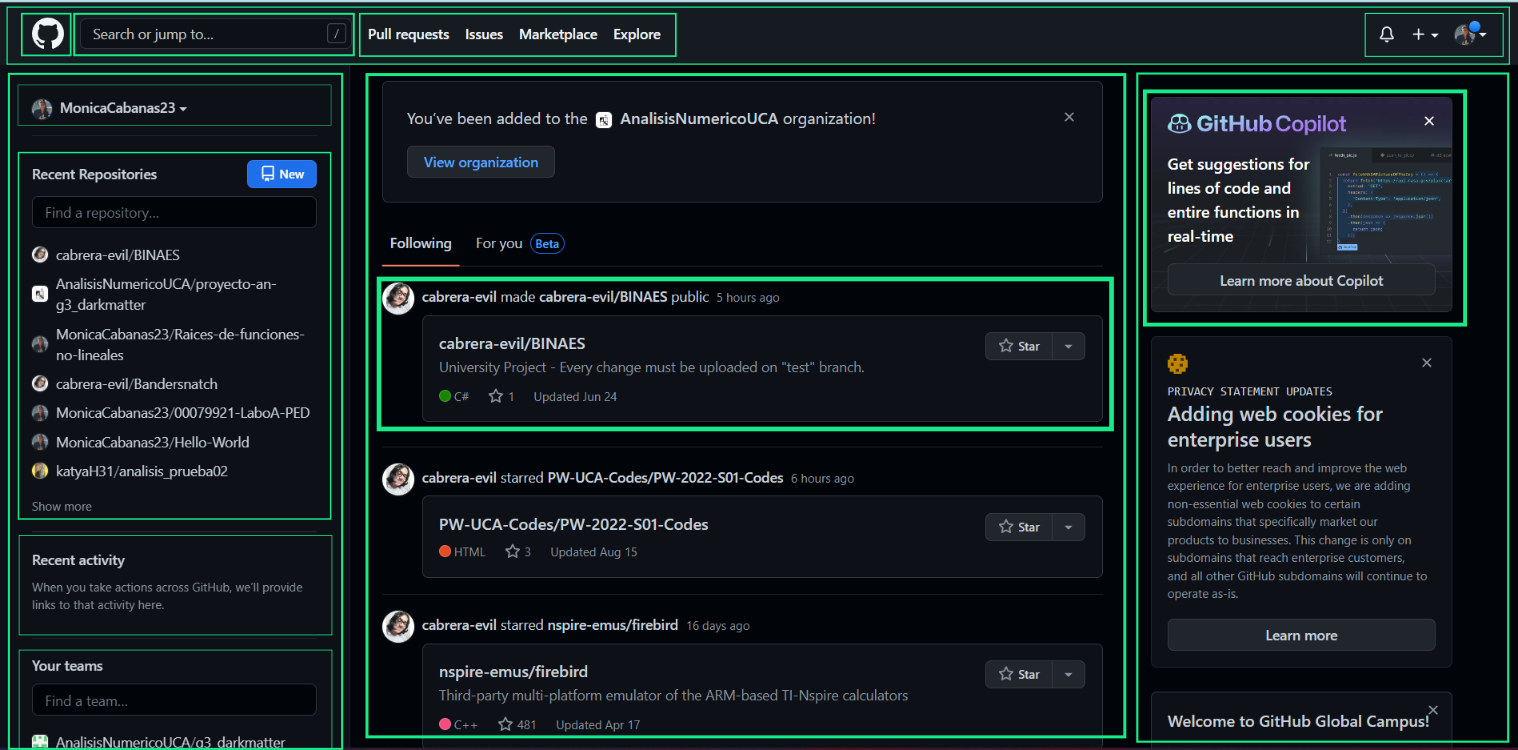 Search or jump to... /
Pull requests Issues Marketplace Explore
MonicaCabanas23
Recent Repositories New
Find a repository...
cabrera-evil/BINAES
AnalisisNumericoUCA/proyecto-an-
g3_darkmatter
MonicaCabanas23/Raices-de-funciones-
no-lineales
cabrera-evil/Bandersnatch
MonicaCabanas23/00079921-LaboA-PED
MonicaCabanas23/Hello-World
katyaH31/analisis_prueba02
Show more
Recent activity
When you take actions across GitHub, we'll provide
links to that activity here.
Your teams
Find a team...
AnalisisNumericoUCA/g3_darkmatter
You've been added to the AnalisisNumericoUCA organization!
View organization
Following For you Beta
cabrera-evil made cabrera-evil/BINAES public 5 hours ago
cabrera-evil/BINAES
Star
University Project - Every change must be uploaded on "test" branch.
C# 1 Updated Jun 24
cabrera-evil starred PW-UCA-Codes/PW-2022-S01-Codes 6 hours ago
PW-UCA-Codes/PW-2022-S01-Codes
Star
HTML 3 Updated Aug 15
cabrera-evil starred nspire-emus/firebird 16 days ago
nspire-emus/firebird
Star
Third-party multi-platform emulator of the ARM-based TI-Nspire calculators
C++ 481 Updated Apr 17
GitHub Copilot
Get suggestions for
lines of code and
entire functions in
real-time
Learn more about Copilot
PRIVACY STATEMENT UPDATES
Adding web cookies for
enterprise users
In order to better reach and improve the web
experience for enterprise users, we are adding
non-essential web cookies to certain
subdomains that specifically market our
products to businesses. This change is only on
subdomains that reach enterprise customers,
and all other GitHub subdomains will continue to
operate as-is.
Learn more
Welcome to GitHub Global Campus!